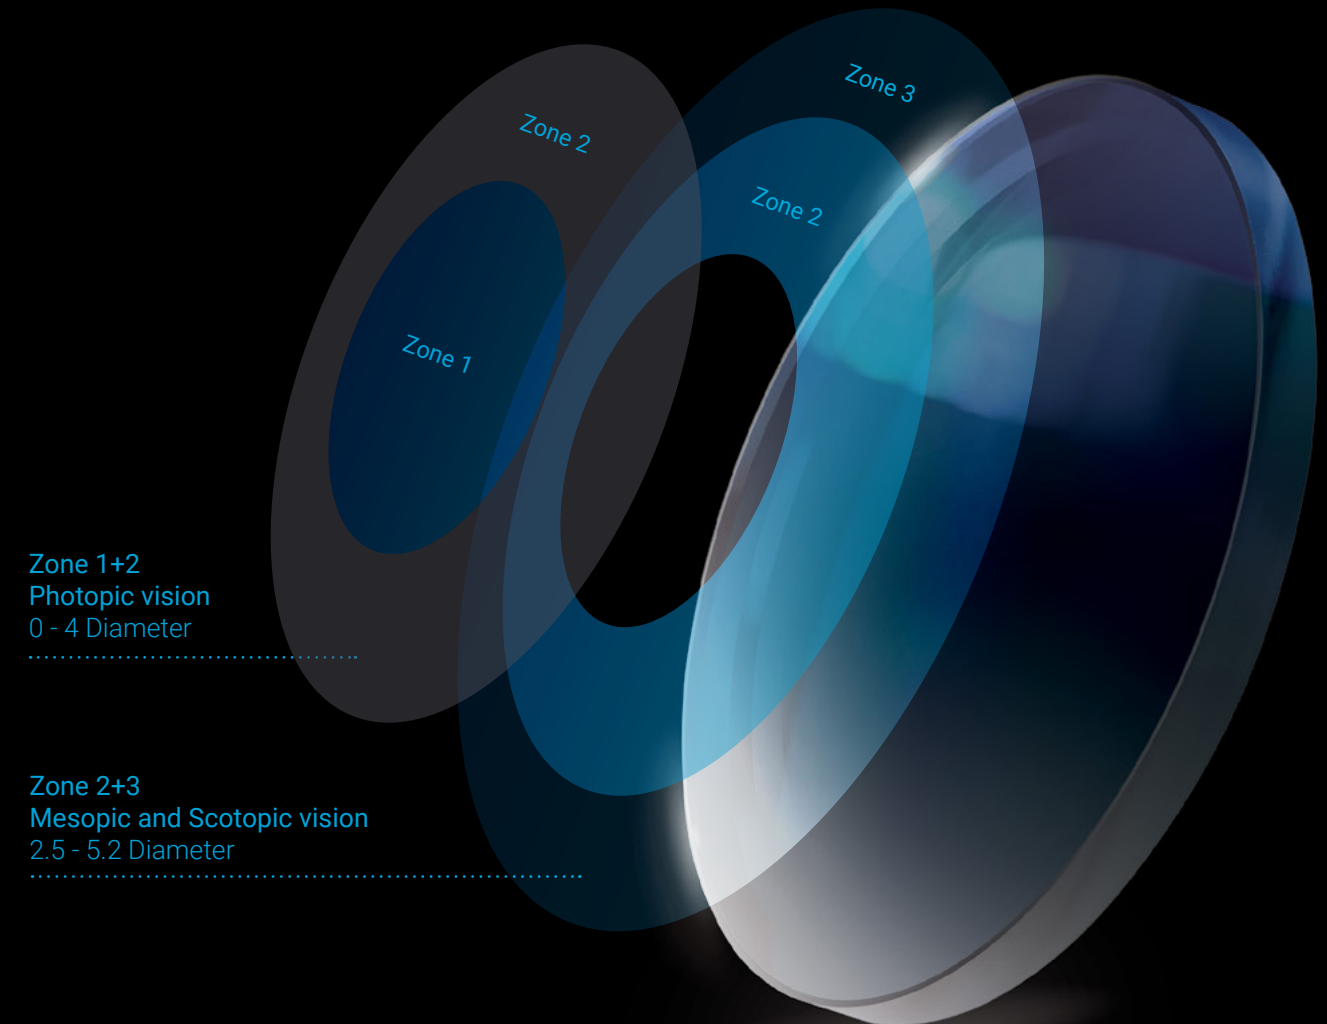 Zone 3
Zone 2
Zone 2
Zone 1
Zone 1+2
Photopic vision
0 - 4 Diameter
Zone 2+3
Mesopic and Scotopic vision
2.5 - 5.2 Diameter